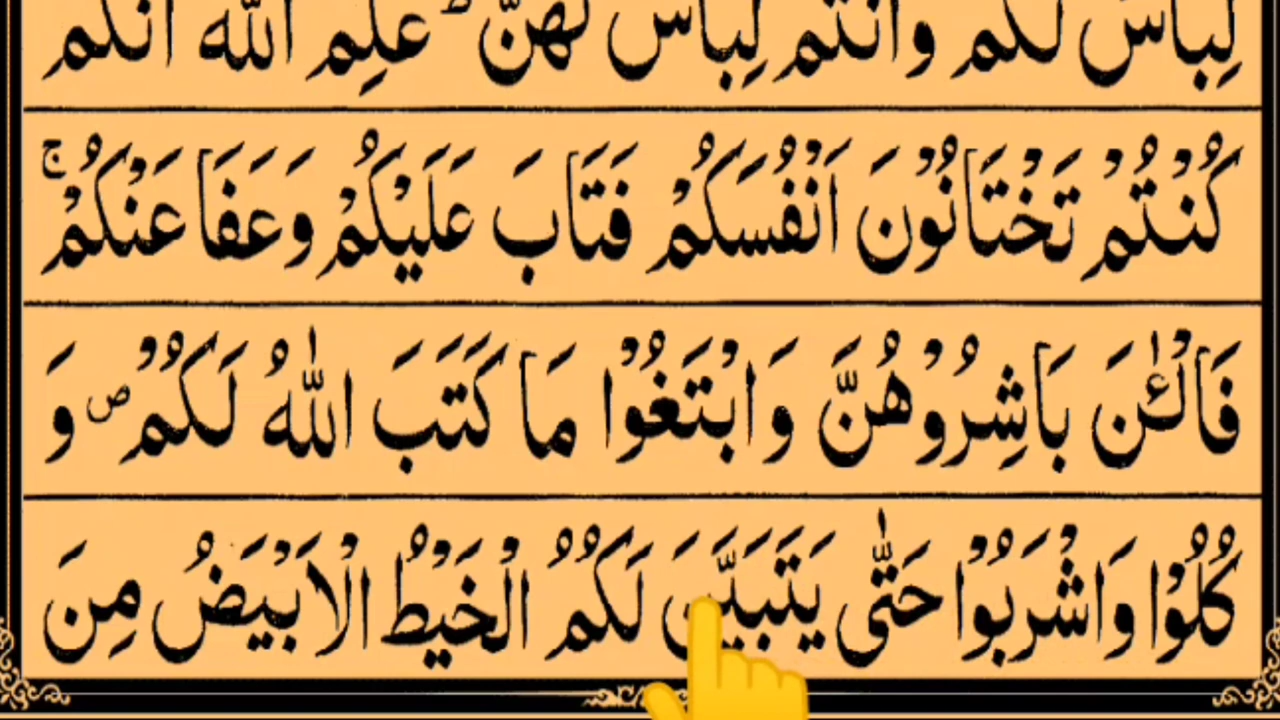 لِبَاسٌ لَّكُمْ وَاَنْتُمْ لِبَاسٌ لَّهُنَّ ؕ عَلِمَ اللّٰهُ اَنَّكُمْ
كُنْتُمْ تَخْتَانُوْنَ اَنْفُسَكُمْ فَتَابَ عَلَيْكُمْ وَعَفَا عَنْكُمْ ۚ
فَالْـٰٔنَ بَاشِرُوْهُنَّ وَابْتَغُوْا مَا كَتَبَ اللّٰهُ لَكُمْ ۪ وَ
كُلُوْا وَاشْرَبُوْا حَتّٰى يَتَبَيَّنَ لَكُمُ الْخَيْطُ الْاَبْيَضُ مِنَ